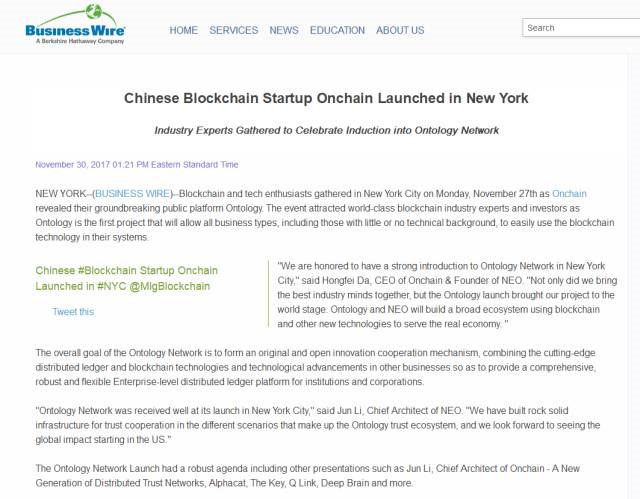 Business Wire
A Berkshire Hathaway Company
HOME SERVICES NEWS EDUCATION ABOUT US
Search
Chinese Blockchain Startup Onchain Launched in New York
Industry Experts Gathered to Celebrate Induction into Ontology Network
November 30, 2017 01:21 PM Eastern Standard Time
NEW YORK--(BUSINESS WIRE)--Blockchain and tech enthusiasts gathered in New York City on Monday, November 27th as Onchain
revealed their groundbreaking public platform Ontology. The event attracted world-class blockchain industry experts and investors as
Ontology is the first project that will allow all business types, including those with little or no technical background, to easily use the blockchain
technology in their systems.
Chinese #Blockchain Startup Onchain
Launched in #NYC @MlgBlockchain
Tweet this
"We are honored to have a strong introduction to Ontology Network in New York
City," said Hongfei Da, CEO of Onchain & Founder of NEO. "Not only did we bring
the best industry minds together, but the Ontology launch brought our project to the
world stage: Ontology and NEO will build a broad ecosystem using blockchain
and other new technologies to serve the real economy. "
The overall goal of the Ontology Network is to form an original and open innovation cooperation mechanism, combining the cutting-edge
distributed ledger and blockchain technologies and technological advancements in other businesses so as to provide a comprehensive,
robust and flexible Enterprise-level distributed ledger platform for institutions and corporations.
"Ontology Network was received well at its launch in New York City," said Jun Li, Chief Architect of NEO. "We have built rock solid
infrastructure for trust cooperation in the different scenarios that make up the Ontology trust ecosystem, and we look forward to seeing the
global impact starting in the US."
The Ontology Network Launch had a robust agenda including other presentations such as Jun Li, Chief Architect of Onchain - A New
Generation of Distributed Trust Networks, Alphacat, The Key, Q Link, Deep Brain and more.